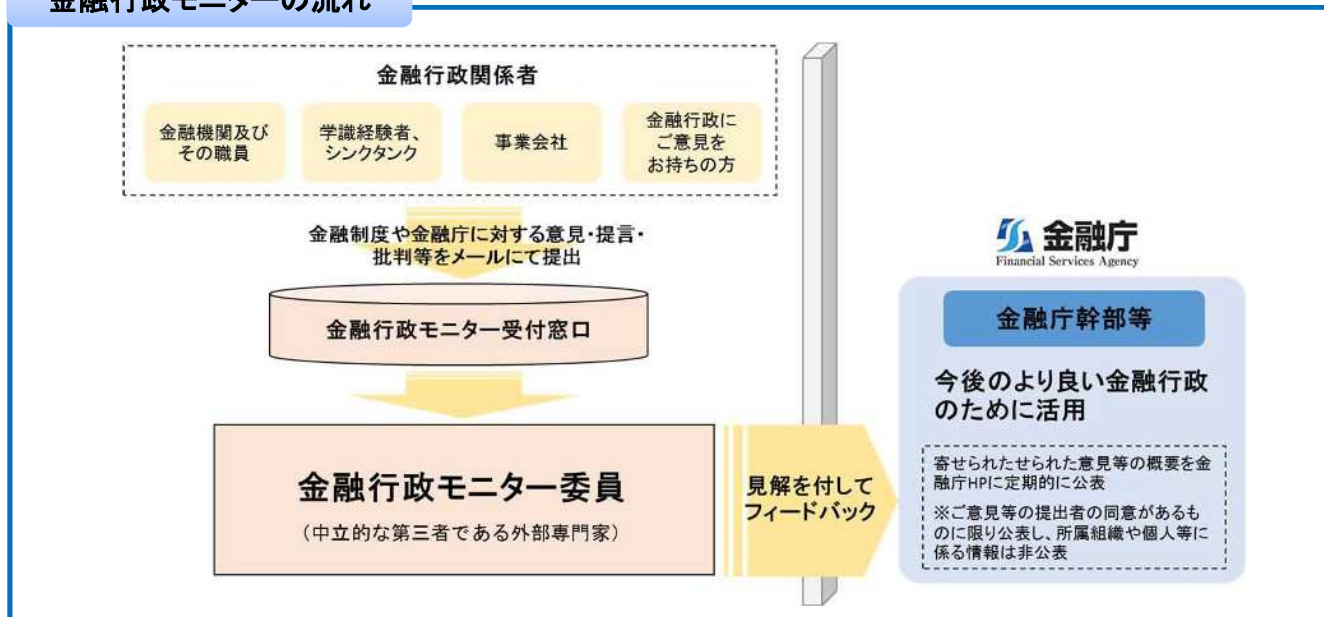 金融行政モニターの流れ
金融行政関係者
金融機関及び
その職員
学識経験者、
シンクタンク
事業会社
金融行政に
ご意見を
お持ちの方
金融制度や金融庁に対する意見・提言・
批判等をメールにて提出
金融行政モニター受付窓口
金融行政モニター委員
(中立的な第三者である外部専門家)
見解を付して
フィードバック
金融庁
Financial Services Agency
金融庁幹部等
今後のより良い金融行政
のために活用
寄せられたせられた意見等の概要を金
融庁HPに定期的に公表
※ご意見等の提出者の同意があるも
のに限り公表し、所属組織や個人等に
係る情報は非公表